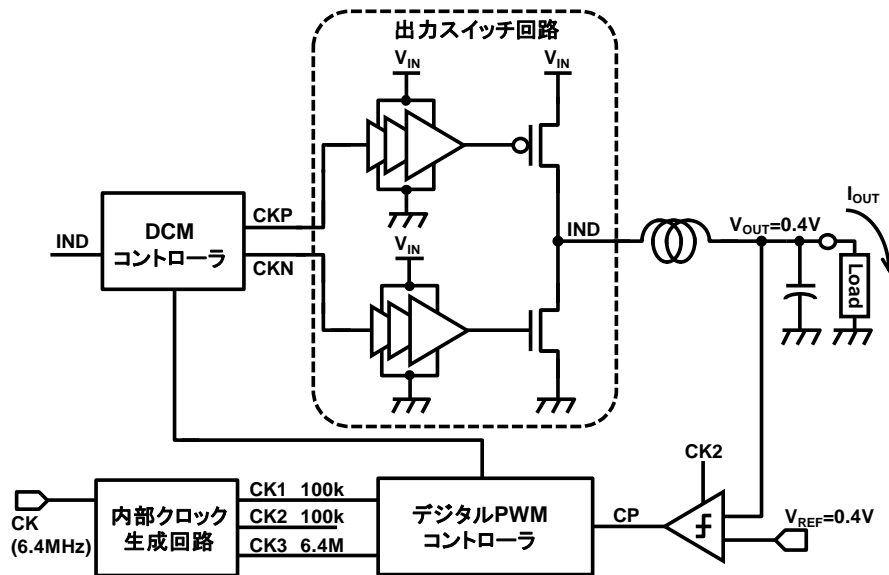 出力スイッチ回路
V_IN
V_IN
IND
DCM
コントローラ
CKP
CKN
V_IN
IND
V_OUT=0.4V
I_OUT
Load
CK
(6.4MHz)
内部クロック
生成回路
CK1 100k
CK2 100k
CK3 6.4M
デジタルPWM
コントローラ
CP
CK2
V_REF=0.4V